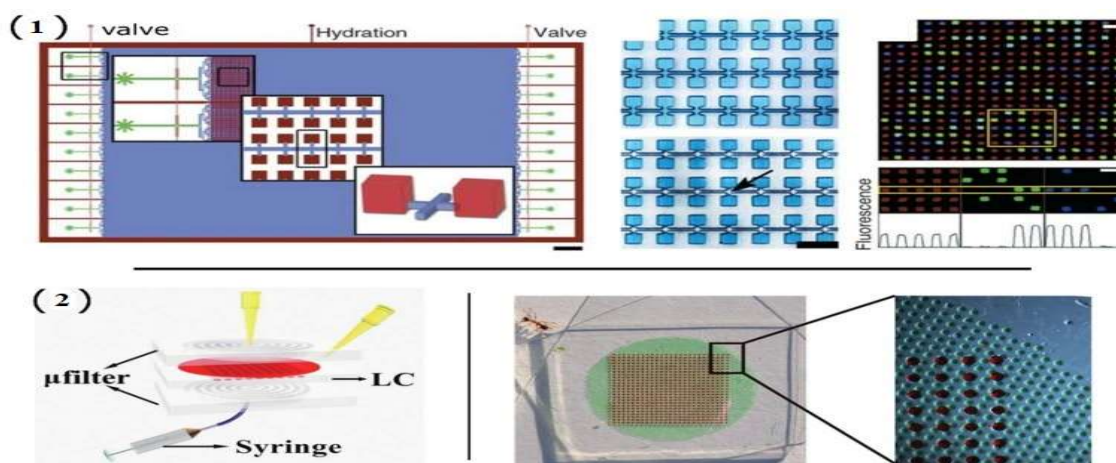 (1)
valve
Hydration
Valve
Fluorescence
(2)
μfilter
LC
Syringe